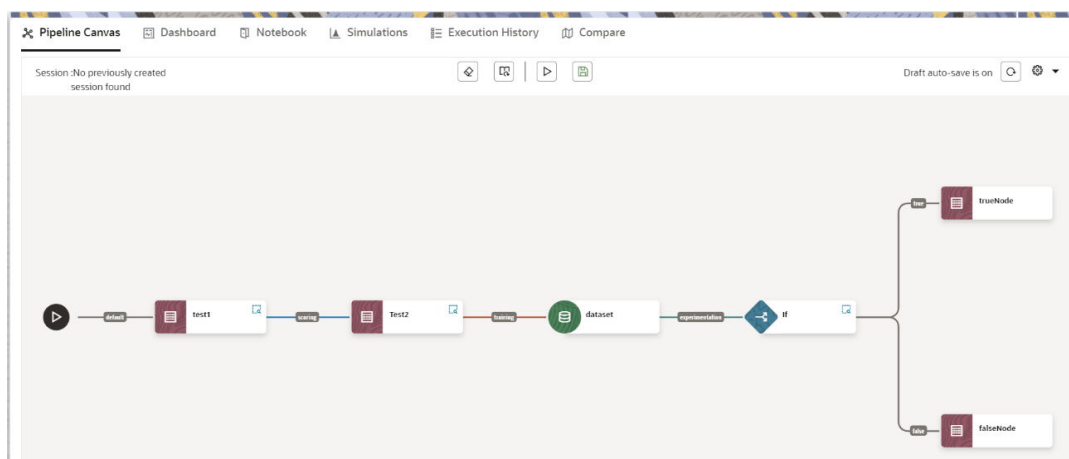 Pipeline Canvas Dashboard Notebook Simulations Execution History Compare
Session :No previously created
session found
Draft auto-save is on
true
trueNode
default
test1
scoring
Test2
training
dataset
experimentation
If
false
falseNode